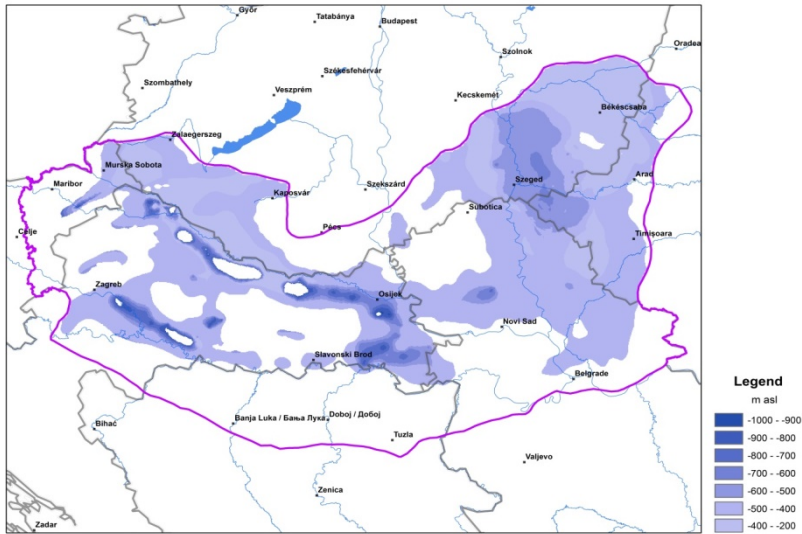 Győr
Tatabánya
Budapest
Oradea
Szolnok
Székesfehérvár
Szombathely
Veszprém
Kecskemét
Békéscsaba
Zalaegerszeg
Murska Sobota
Maribor
Kaposvár
Szekszárd
Szeged
Arad
Subotica
Celje
Pécs
Timișoara
Zagreb
Osijek
Novi Sad
Slavonski Brod
Belgrade
Bihać
Banja Luka / Бања Лука
Doboj / Добој
Tuzla
Valjevo
Zenica
Zadar
Legend
m asl
-1000 - -900
-900 - -800
-800 - -700
-700 - -600
-600 - -500
-500 - -400
-400 - -200